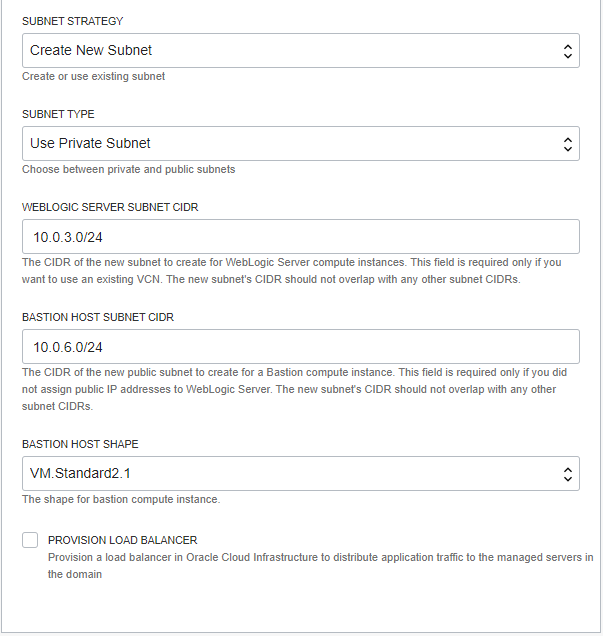 SUBNET STRATEGY
Create New Subnet
Create or use existing subnet
SUBNET TYPE
Use Private Subnet
Choose between private and public subnets
WEBLOGIC SERVER SUBNET CIDR
10.0.3.0/24
The CIDR of the new subnet to create for WebLogic Server compute instances. This field is required only if you
want to use an existing VCN. The new subnet's CIDR should not overlap with any other subnet CIDRs.
BASTION HOST SUBNET CIDR
10.0.6.0/24
The CIDR of the new public subnet to create for a Bastion compute instance. This field is required only if you did
not assign public IP addresses to WebLogic Server. The new subnet's CIDR should not overlap with any other
subnet CIDRs.
BASTION HOST SHAPE
VM.Standard2.1
The shape for bastion compute instance.
PROVISION LOAD BALANCER
Provision a load balancer in Oracle Cloud Infrastructure to distribute application traffic to the managed servers in
the domain